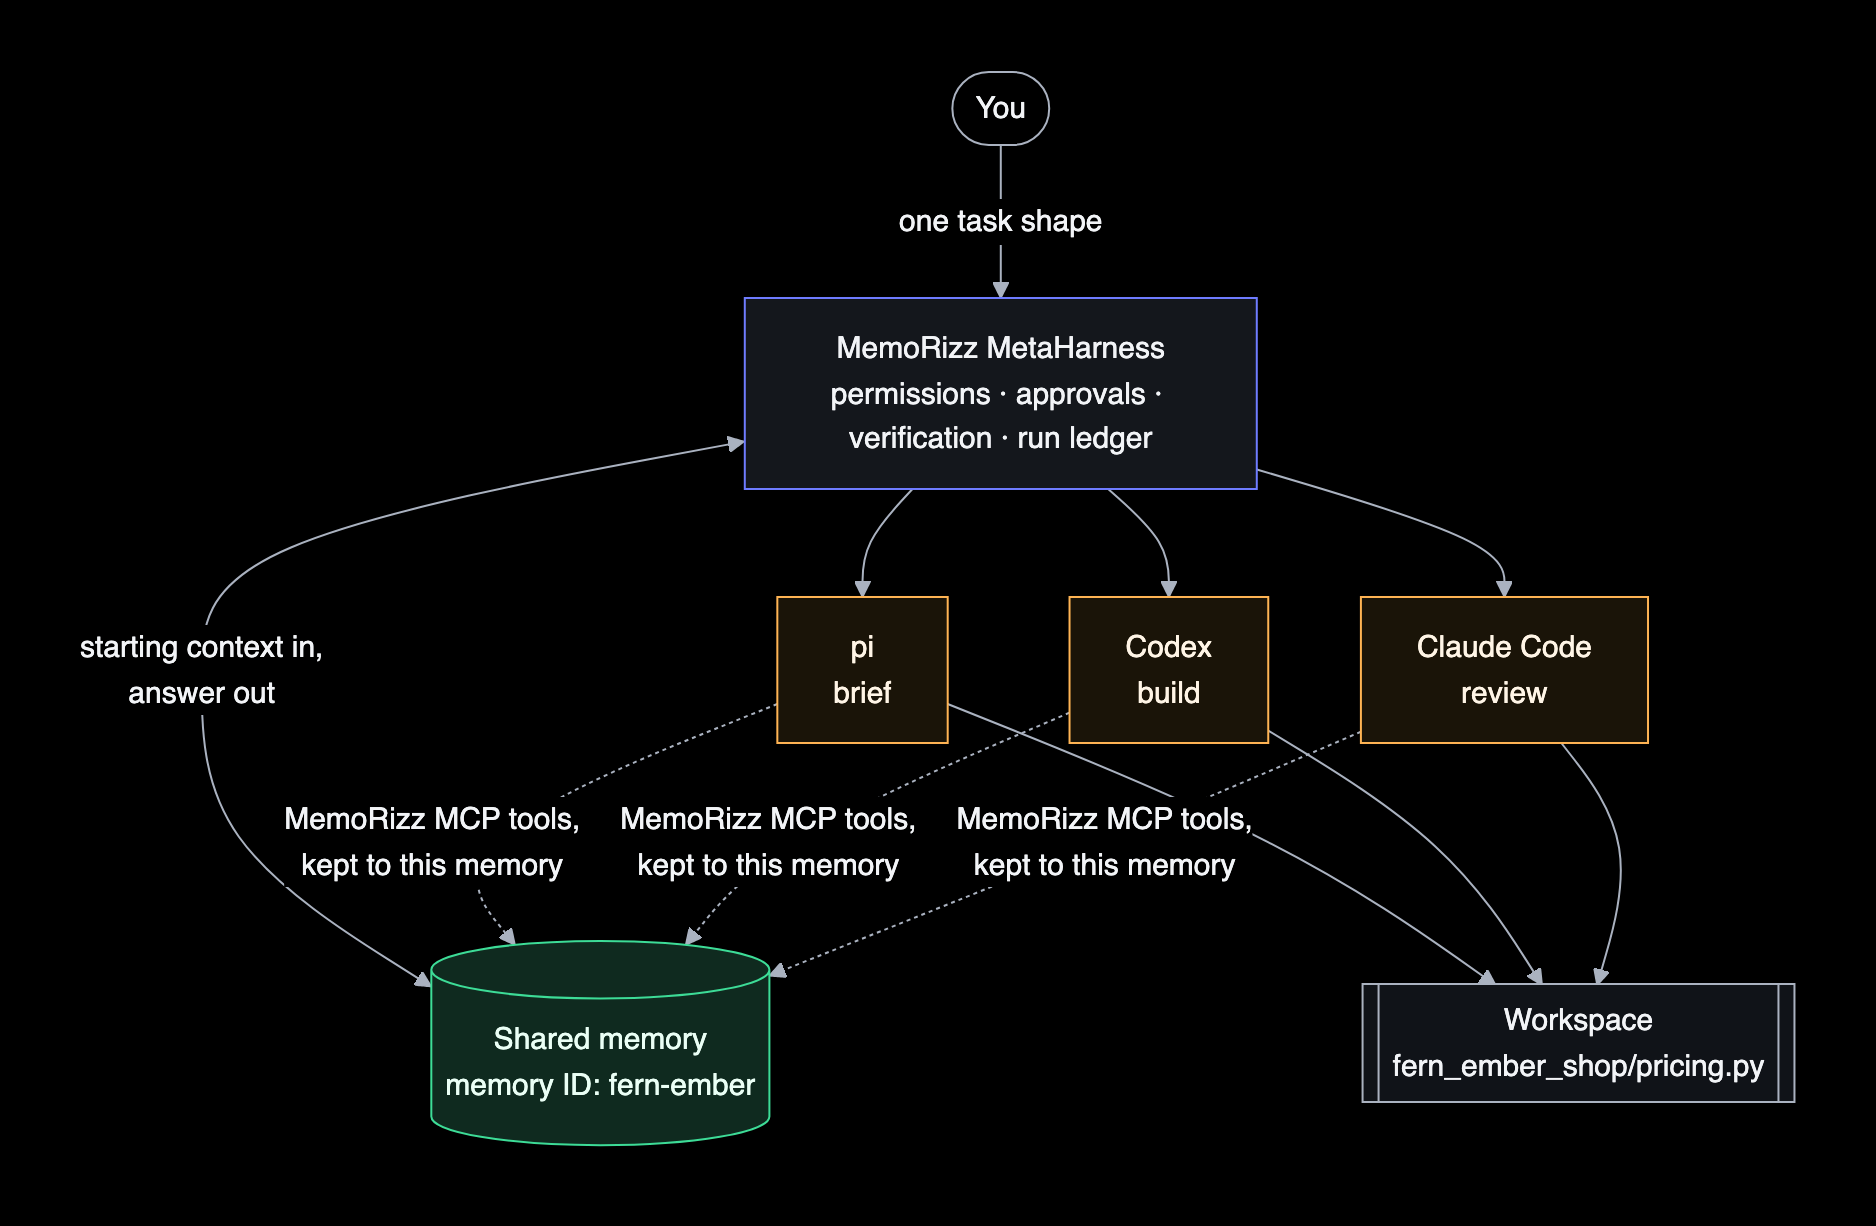 You
one task shape
MemoRizz MetaHarness
permissions · approvals ·
verification · run ledger
starting context in,
answer out
pi
brief
Codex
build
Claude Code
review
MemoRizz MCP tools,
kept to this memory
MemoRizz MCP tools,
kept to this memory
MemoRizz MCP tools,
kept to this memory
Shared memory
memory ID: fern-ember
Workspace
fern_ember_shop/pricing.py